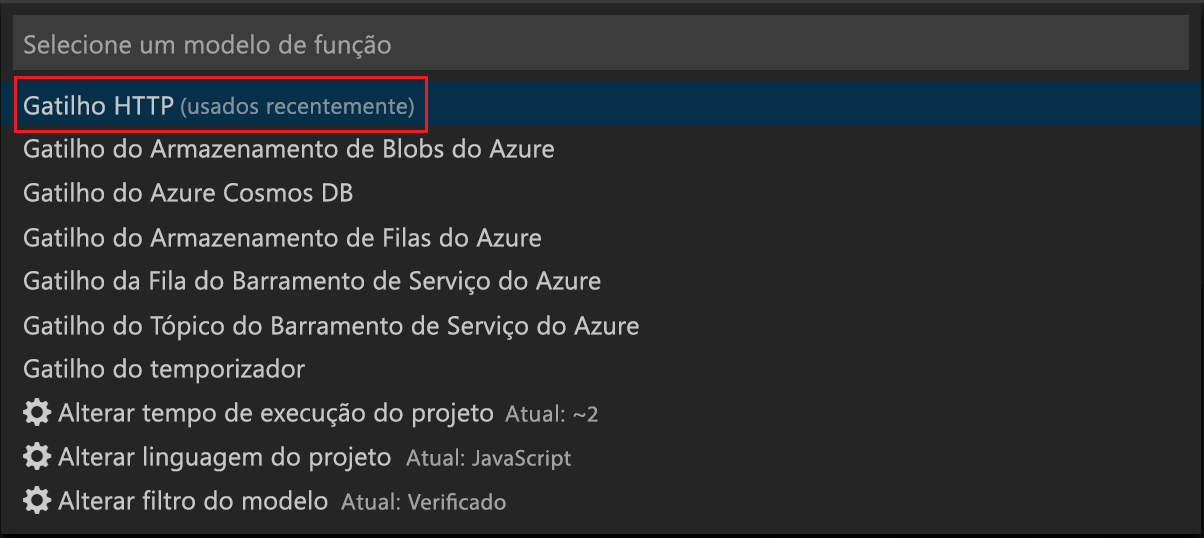 Selecione um modelo de função
Gatilho HTTP (usados recentemente)
Gatilho do Armazenamento de Blobs do Azure
Gatilho do Azure Cosmos DB
Gatilho do Armazenamento de Filas do Azure
Gatilho da Fila do Barramento de Serviço do Azure
Gatilho do Tópico do Barramento de Serviço do Azure
Gatilho do temporizador
Alterar tempo de execução do projeto Atual: ~2
Alterar linguagem do projeto Atual: JavaScript
Alterar filtro do modelo Atual: Verificado